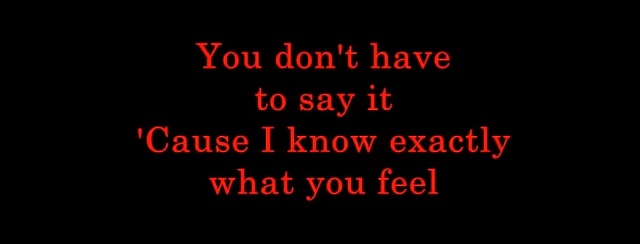 You don't have
to say it
'Cause I know exactly
what you feel